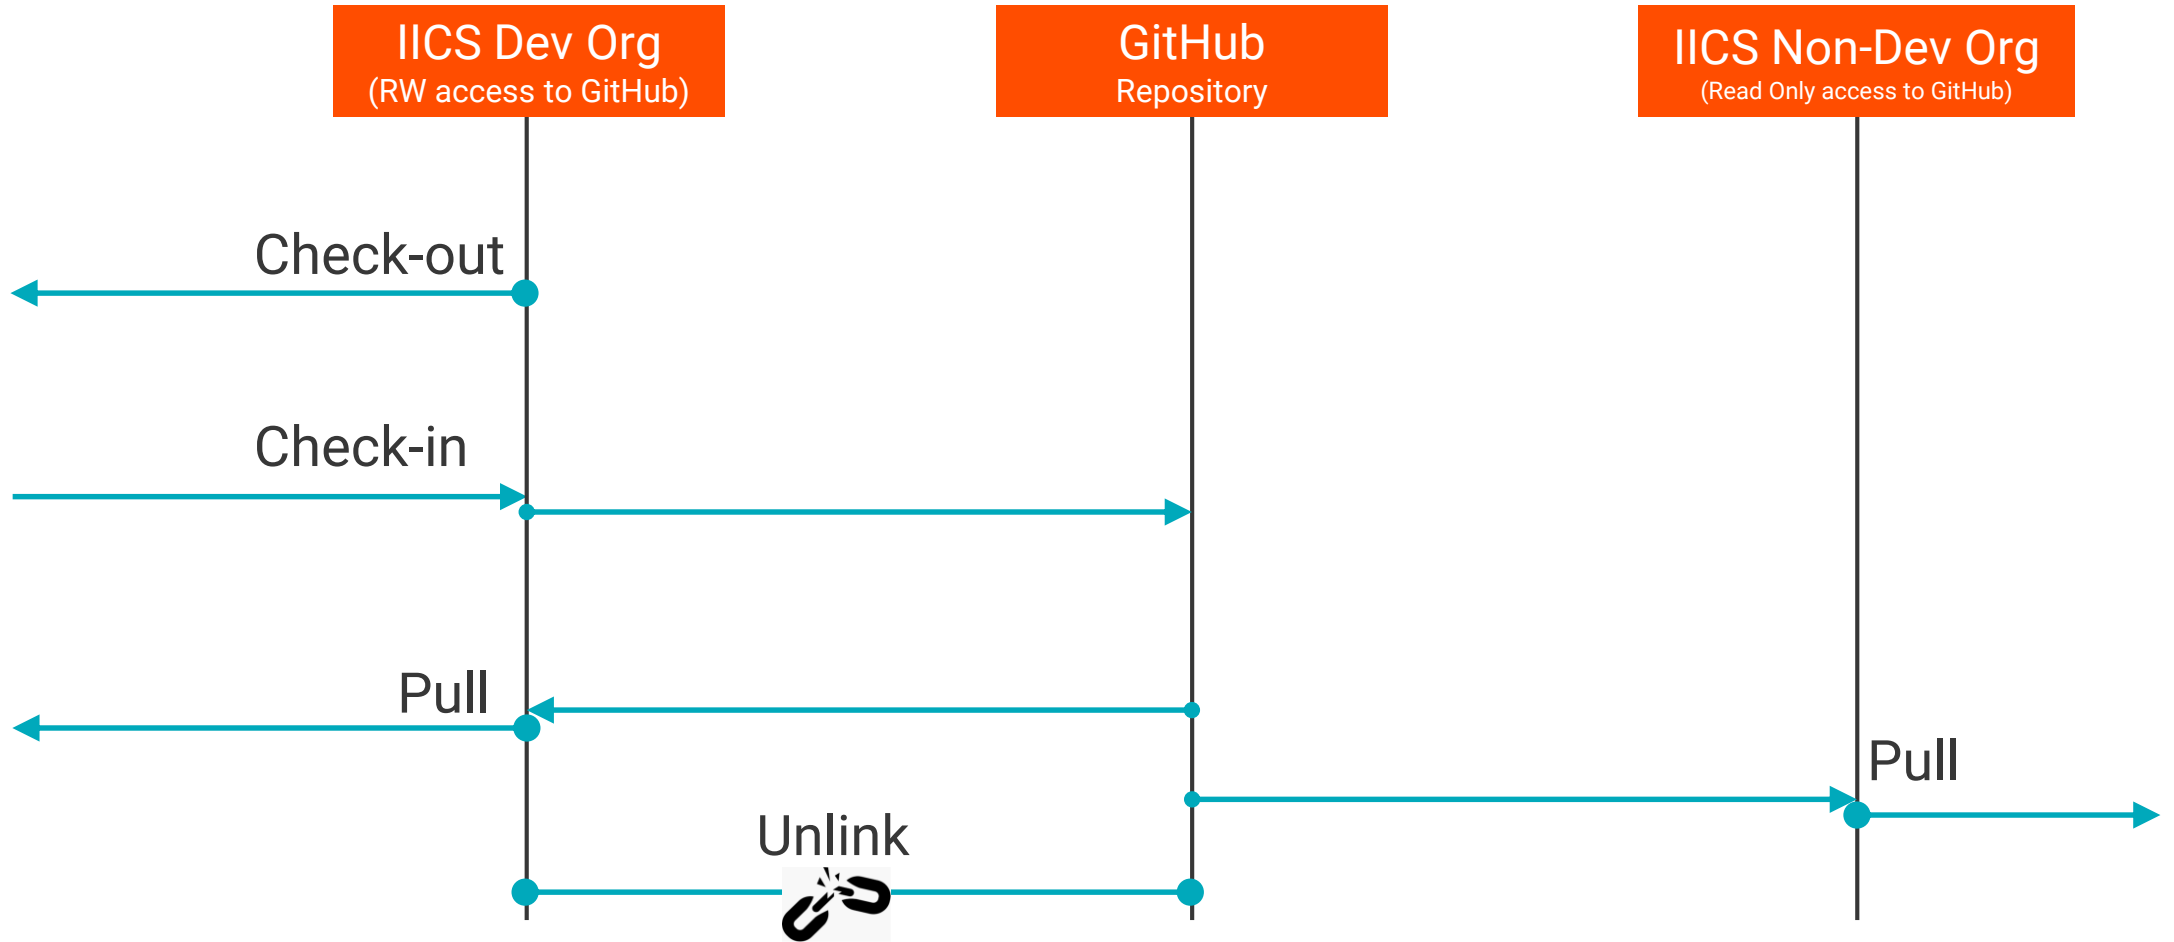 IICS Dev Org
(RW access to GitHub)
GitHub
Repository
IICS Non-Dev Org
(Read Only access to GitHub)
Check-out
Check-in
Pull
Pull
Unlink